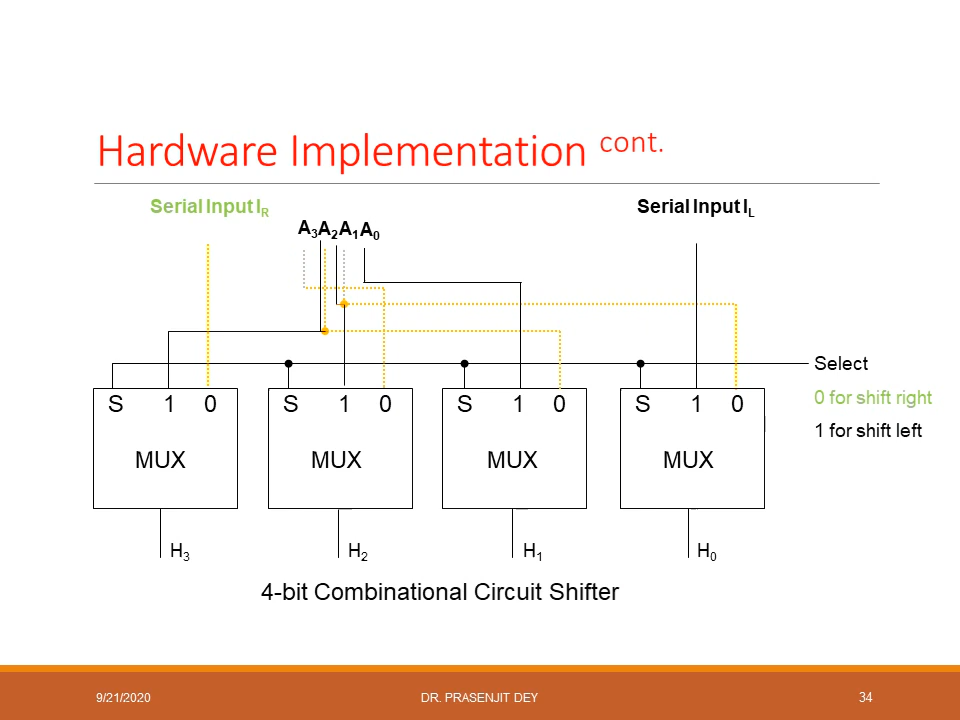 Hardware Implementation cont.
Serial Input I_R
Serial Input I_L
A₃A₂A₁A₀
Select
0 for shift right
1 for shift left
S 1 0 S 1 0 S 1 0 S 1 0
MUX MUX MUX MUX
H₃ H₂ H₁ H₀
4-bit Combinational Circuit Shifter
9/21/2020 DR. PRASENJIT DEY 34